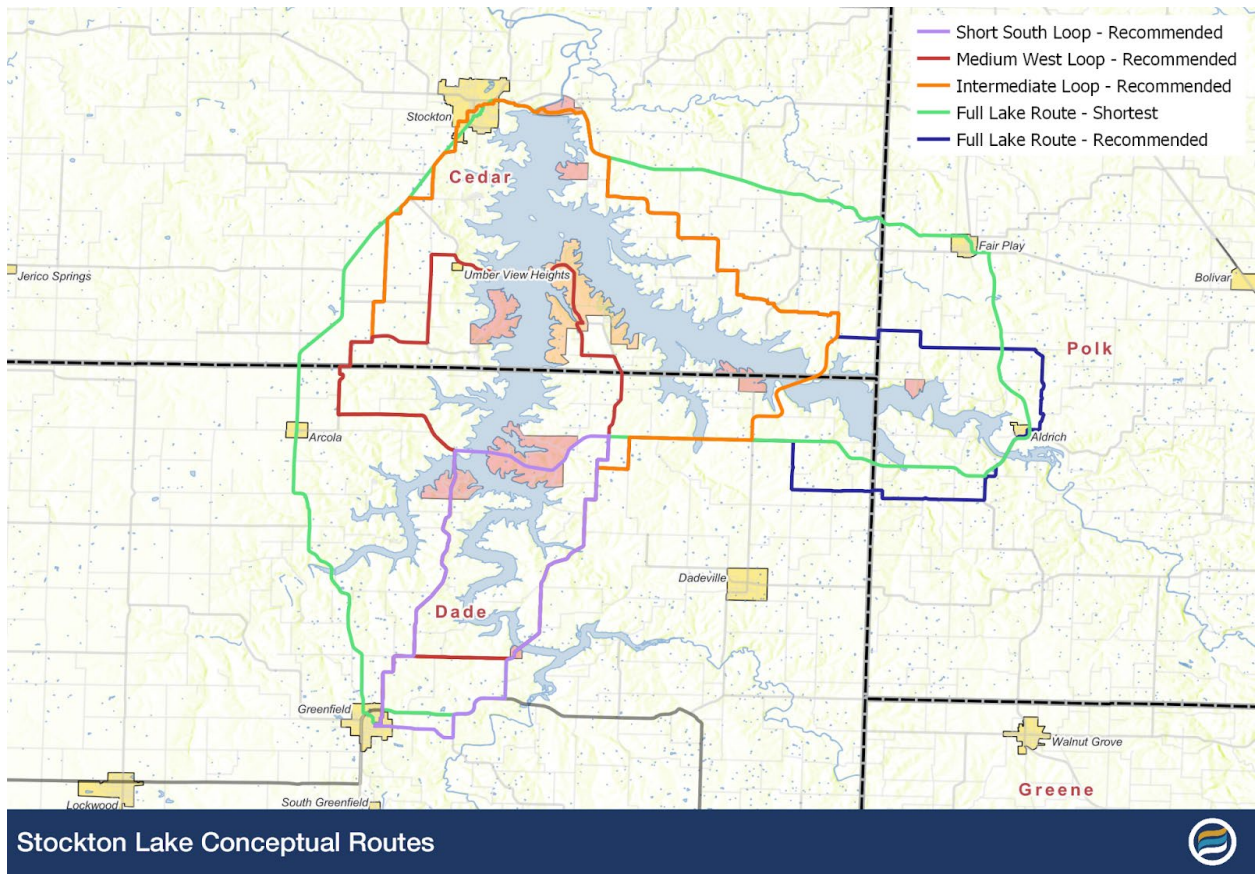 Short South Loop - Recommended
Medium West Loop - Recommended
Intermediate Loop - Recommended
Full Lake Route - Shortest
Full Lake Route - Recommended
Stockton
Cedar
Fair Play
Jerico Springs
Umber View Heights
Bolivar
Polk
Arcola
Aldrich
Dadeville
Dade
Greenfield
Walnut Grove
Greene
Lockwood
South Greenfield
Stockton Lake Conceptual Routes